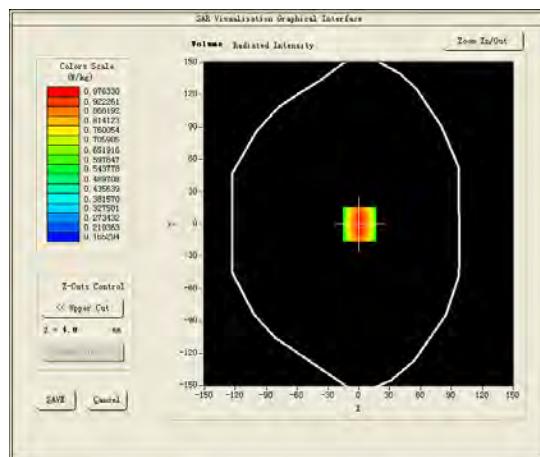 SAR Visualisation Graphical Interface
Volume Radiated Intensity
Zoom In/Out
Colors Scale
(W/kg)
0.976330
0.922261
0.868192
0.814123
0.760054
0.705985
0.651916
0.597847
0.543778
0.489708
0.435639
0.381570
0.327501
0.273432
0.219363
0.165294
150
120
90
60
30
0
-30
-60
-90
-120
-150
Y
-150 -120 -90 -60 -30 0 30 60 90 120 150
X
Z-Cuts Control
<< Upper Cut
Z = 4.0 mm
SAVE
Cancel